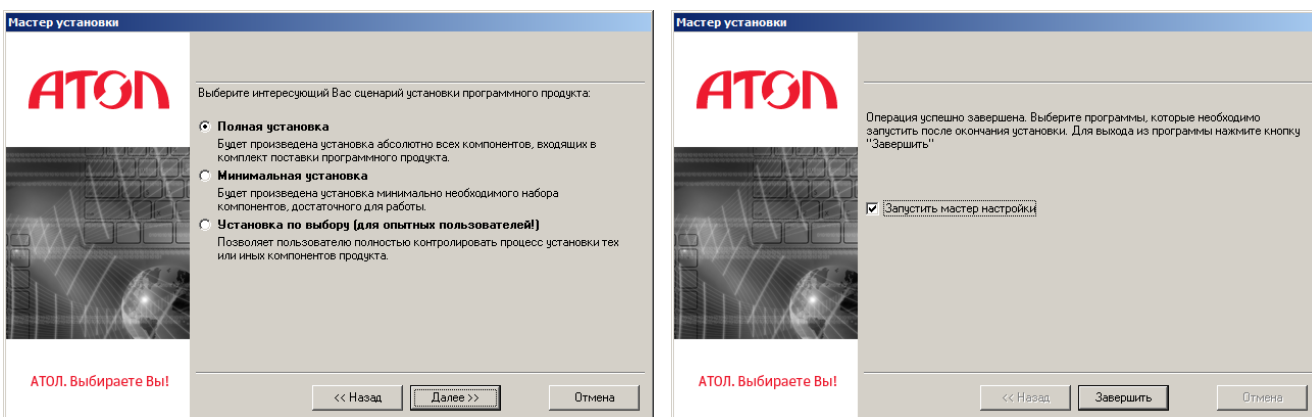 Мастер установки
АТОЛ
Выберите интересующий Вас сценарий установки программного продукта:
Полная установка
Будет произведена установка абсолютно всех компонентов, входящих в
комплект поставки программного продукта.
Минимальная установка
Будет произведена установка минимально необходимого набора
компонентов, достаточного для работы.
Установка по выбору (для опытных пользователей!)
Позволяет пользователю полностью контролировать процесс установки тех
или иных компонентов продукта.
АТОЛ. Выбираете Вы!
<< Назад
Далее >>
Отмена
Мастер установки
АТОЛ
Операция успешно завершена. Выберите программы, которые необходимо
запустить после окончания установки. Для выхода из программы нажмите кнопку
"Завершить"
Запустить мастер настройки
АТОЛ. Выбираете Вы!
<< Назад
Завершить
Отмена